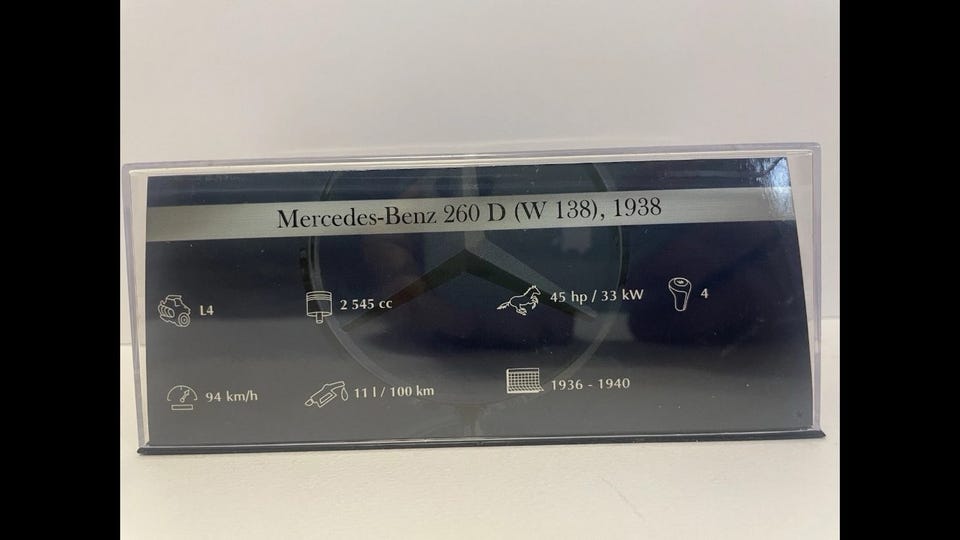 Mercedes-Benz 260 D (W 138), 1938
L4
2 545 cc
45 hp / 33 kW
4
94 km/h
11 l / 100 km
1936 - 1940